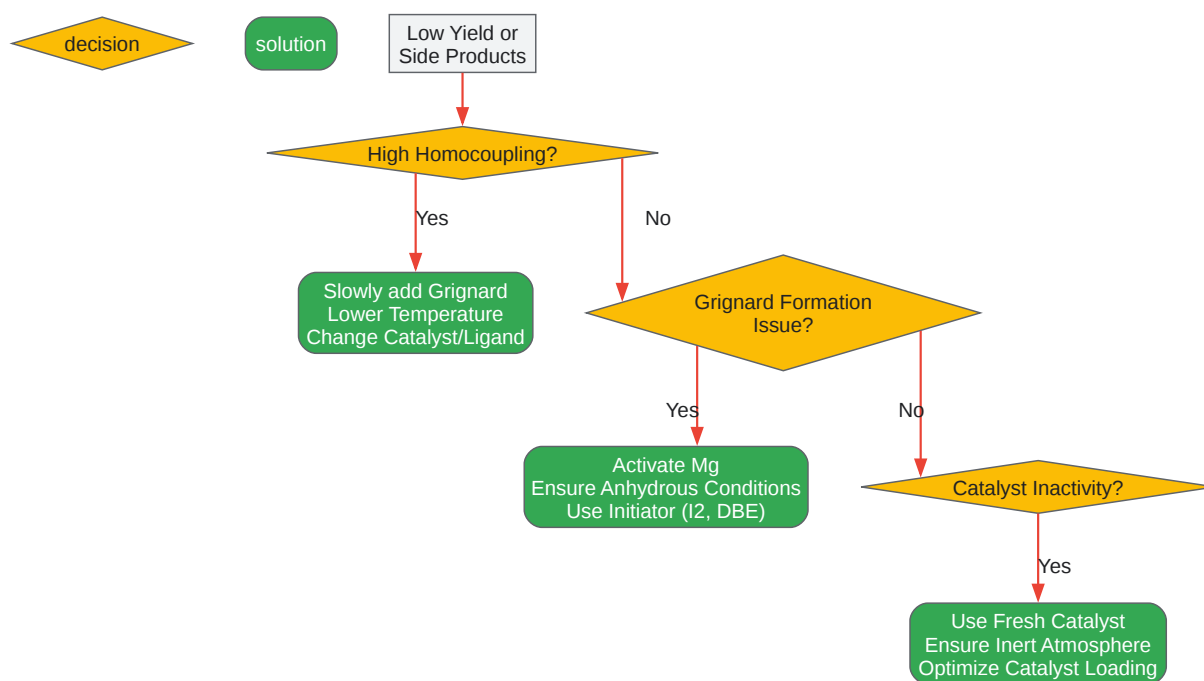 decision
solution
Low Yield or
Side Products
High Homocoupling?
Yes
No
Slowly add Grignard
Lower Temperature
Change Catalyst/Ligand
Grignard Formation
Issue?
Yes
No
Activate Mg
Ensure Anhydrous Conditions
Use Initiator (I2, DBE)
Catalyst Inactivity?
Yes
Use Fresh Catalyst
Ensure Inert Atmosphere
Optimize Catalyst Loading